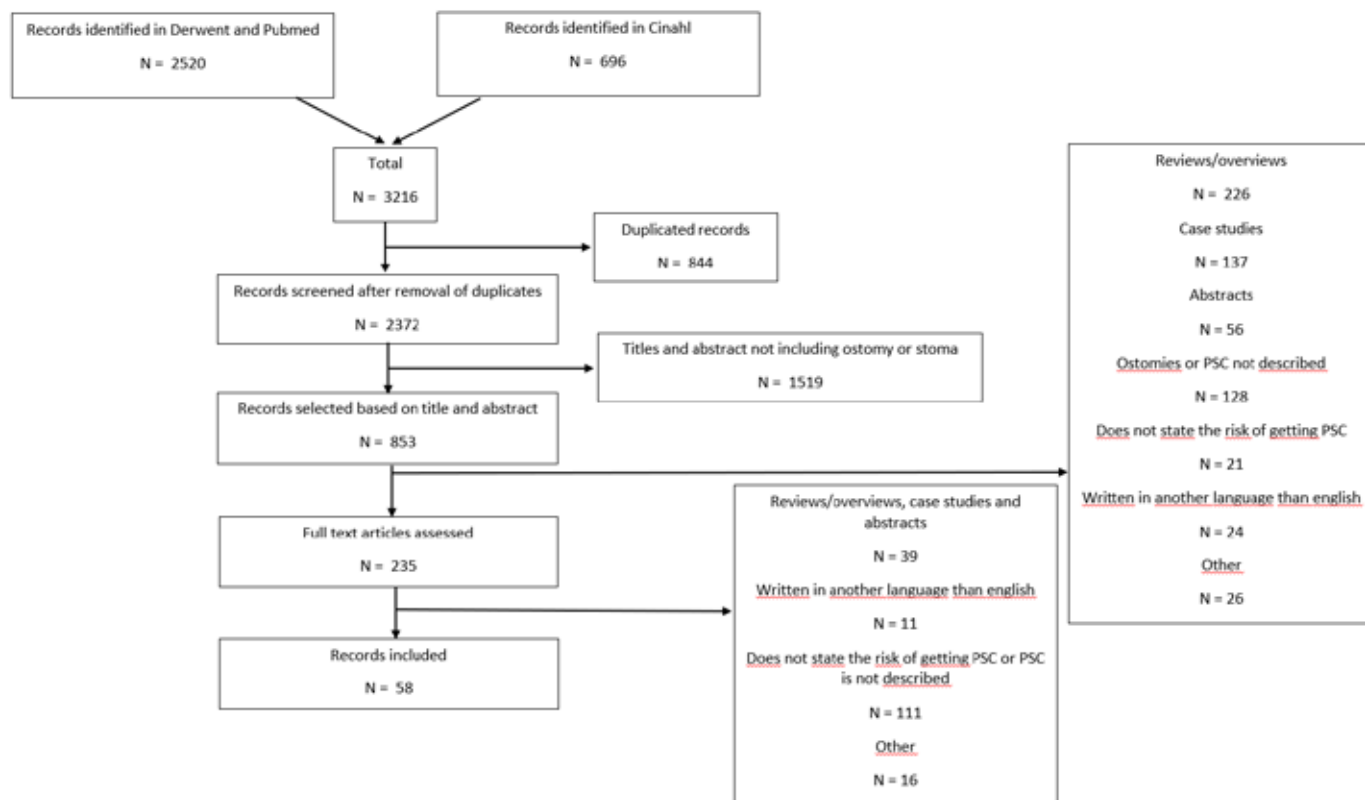 Records identified in Derwent and Pubmed
N = 2520
Records identified in Cinahl
N = 696
Total
N = 3216
Duplicated records
N = 844
Records screened after removal of duplicates
N = 2372
Titles and abstract not including ostomy or stoma
N = 1519
Records selected based on title and abstract
N = 853
Reviews/overviews
N = 226
Case studies
N = 137
Abstracts
N = 56
Ostomies or PSC not described
N = 128
Does not state the risk of getting PSC
N = 21
Written in another language than english
N = 24
Other
N = 26
Full text articles assessed
N = 235
Reviews/overviews, case studies and
abstracts
N = 39
Written in another language than english
N = 11
Does not state the risk of getting PSC or PSC
is not described
N = 111
Other
N = 16
Records included
N = 58